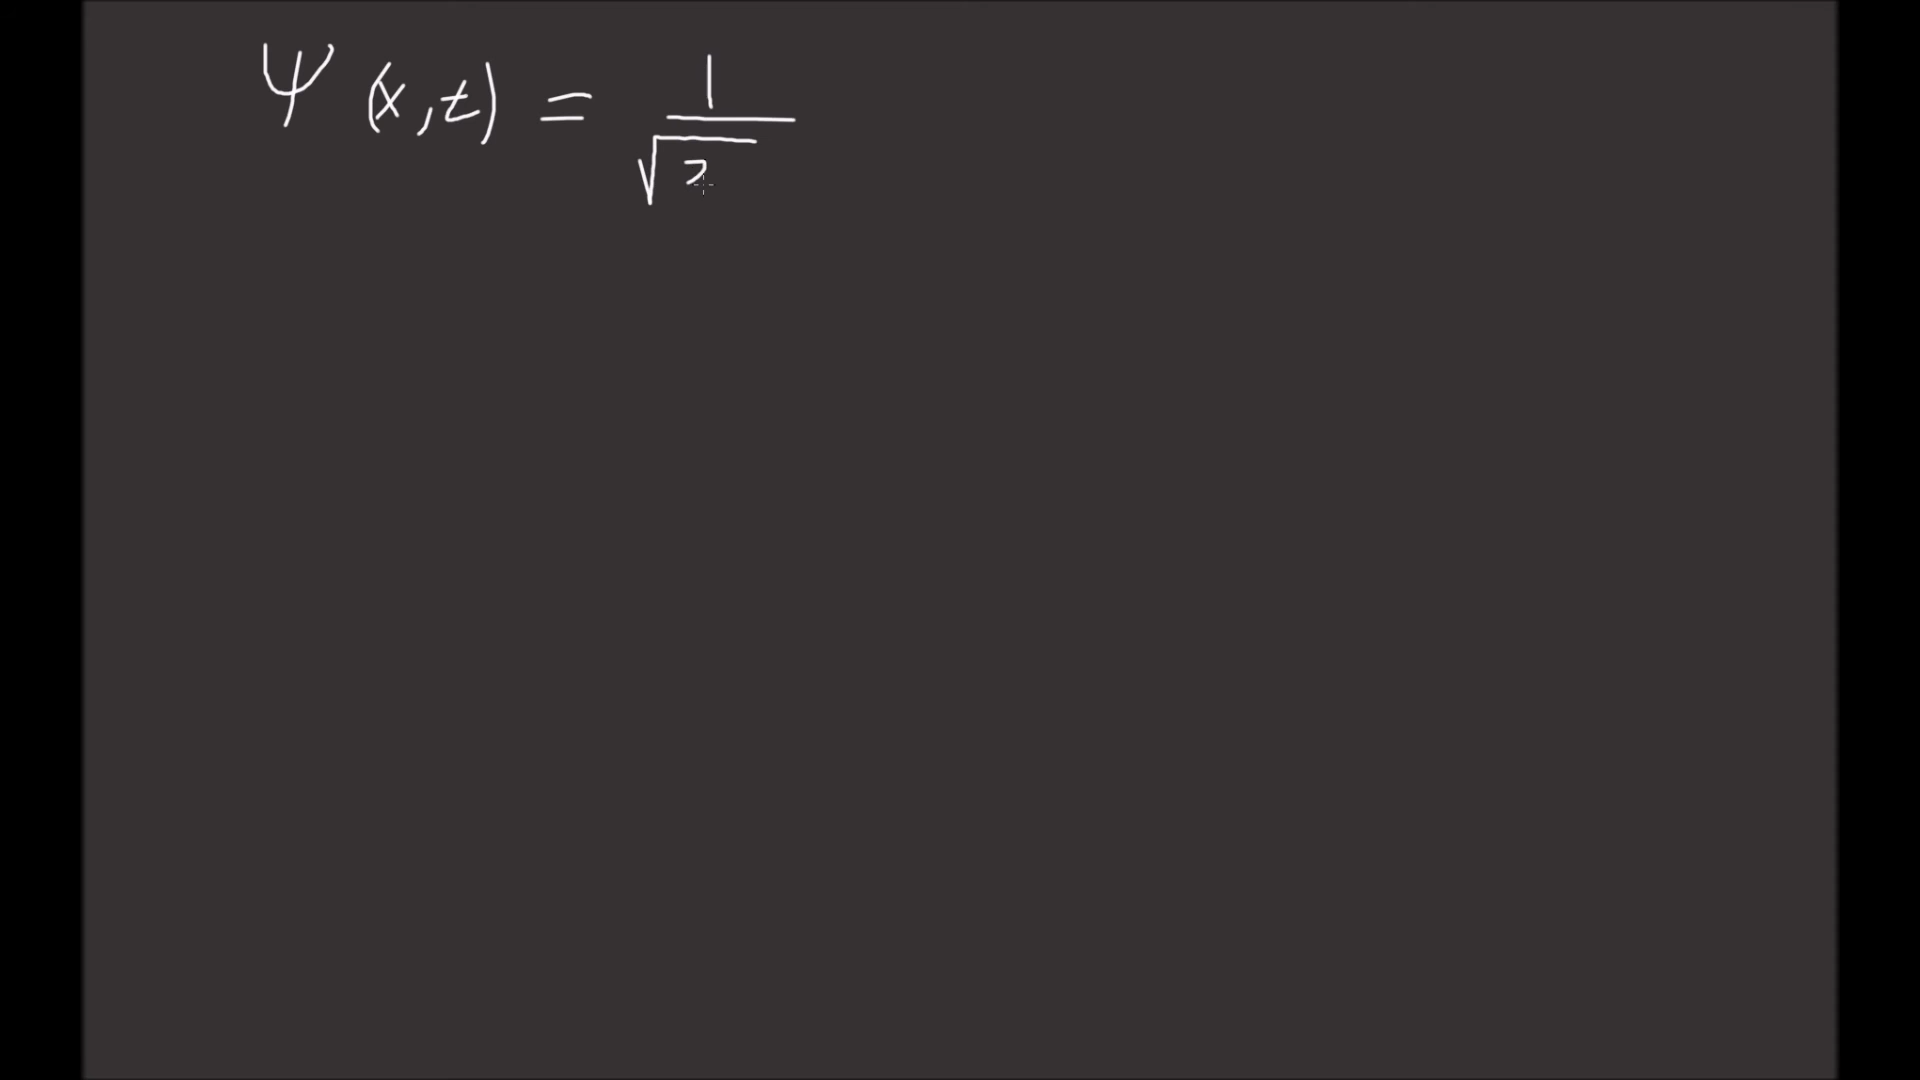 Ψ(x,t) = 1/√2